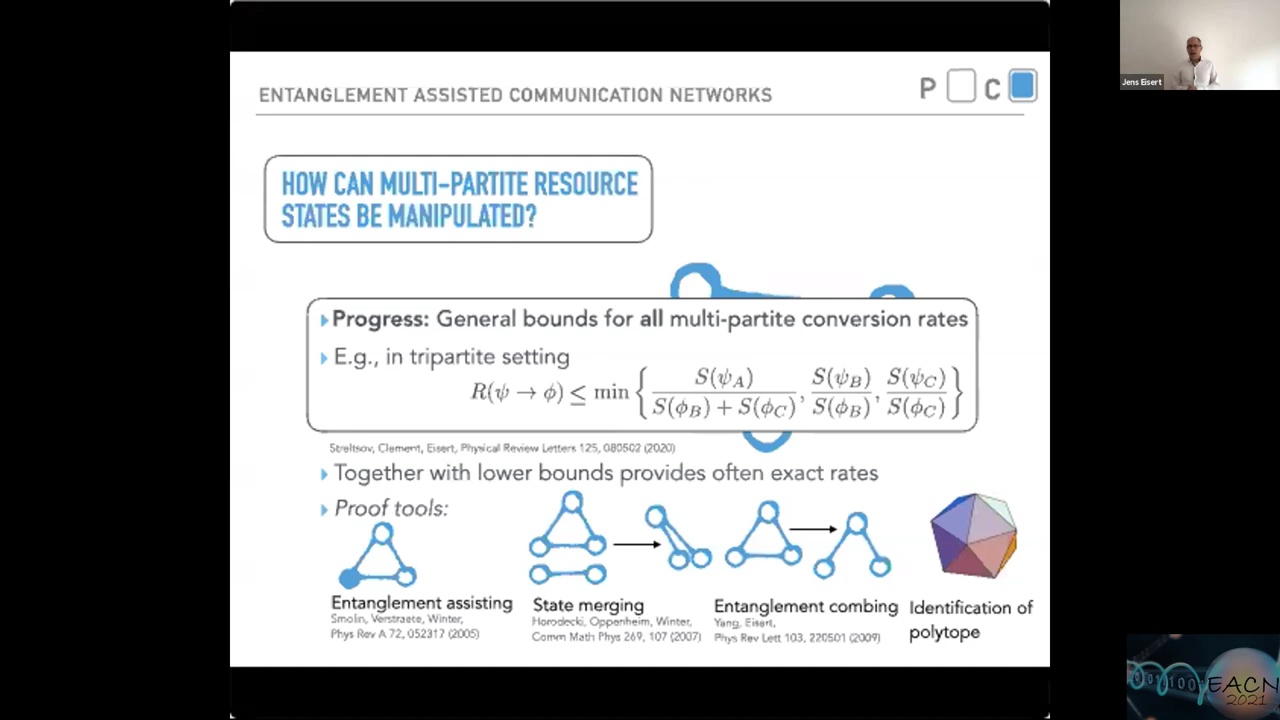 Jens Eisert
ENTANGLEMENT ASSISTED COMMUNICATION NETWORKS
P C
HOW CAN MULTI-PARTITE RESOURCE
STATES BE MANIPULATED?
Progress: General bounds for all multi-partite conversion rates
E.g., in tripartite setting
R(ψ → ϕ) ≤ min { S(ψ_A) / (S(ϕ_B) + S(ϕ_C)), S(ψ_B) / S(ϕ_B), S(ψ_C) / S(ϕ_C) }
Streltsov, Clement, Eisert, Physical Review Letters 125, 080502 (2020)
Together with lower bounds provides often exact rates
Proof tools:
Entanglement assisting
Smolin, Verstraete, Winter,
Phys Rev A 72, 052317 (2005)
State merging
Horodecki, Oppenheim, Winter,
Comm Math Phys 269, 107 (2007)
Entanglement combing
Yang, Eisert,
Phys Rev Lett 103, 220501 (2009)
Identification of
polytope
EACN
2021